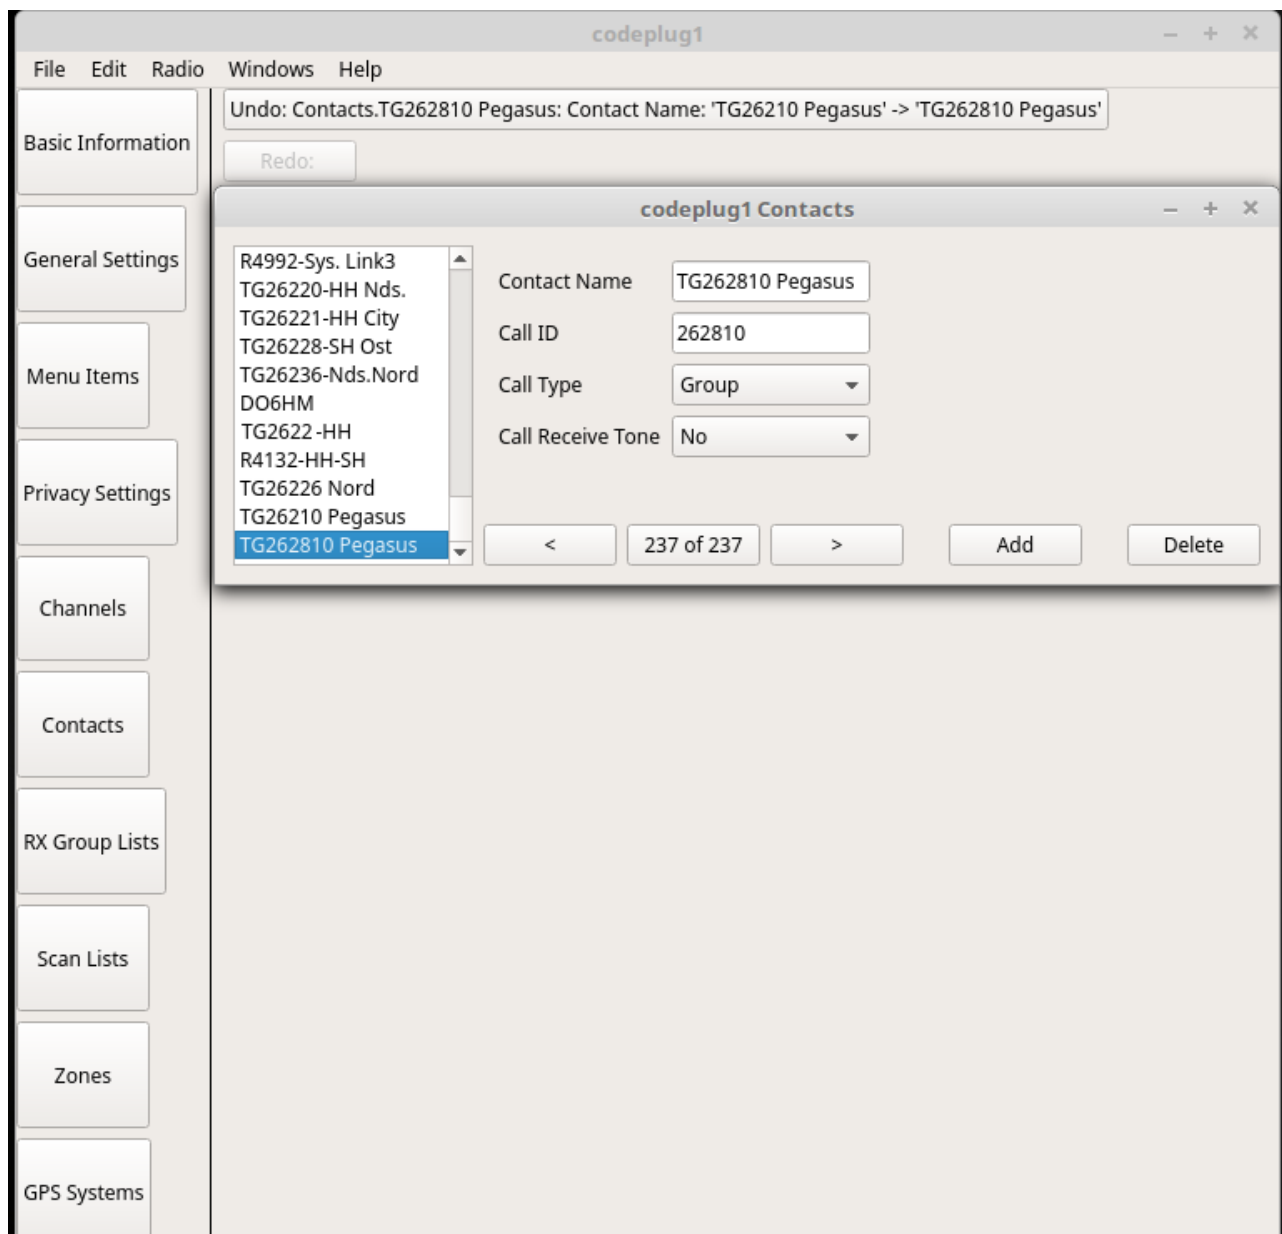 codeplug1
File Edit Radio Windows Help
Undo: Contacts.TG262810 Pegasus: Contact Name: 'TG26210 Pegasus' -> 'TG262810 Pegasus'
Redo:
Basic Information
General Settings
Menu Items
Privacy Settings
Channels
Contacts
RX Group Lists
Scan Lists
Zones
GPS Systems
codeplug1 Contacts
R4992-Sys. Link3
TG26220-HH Nds.
TG26221-HH City
TG26228-SH Ost
TG26236-Nds.Nord
DO6HM
TG2622 -HH
R4132-HH-SH
TG26226 Nord
TG26210 Pegasus
TG262810 Pegasus
Contact Name TG262810 Pegasus
Call ID 262810
Call Type Group
Call Receive Tone No
< 237 of 237 > Add Delete